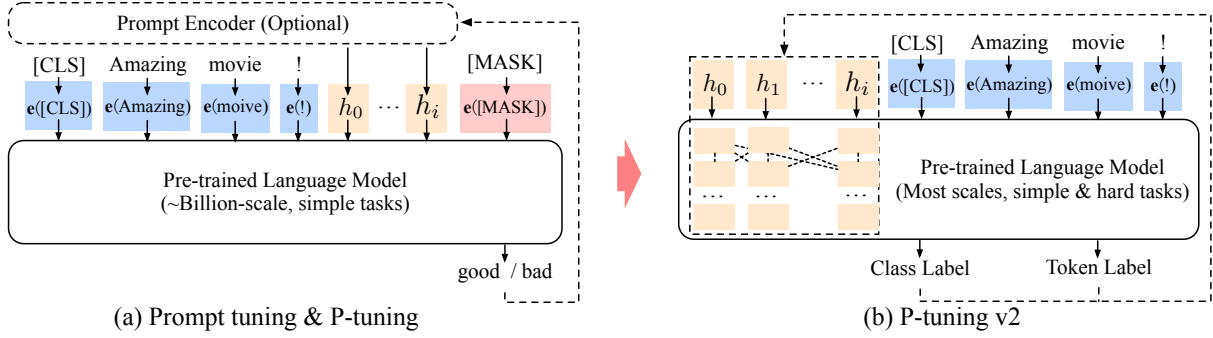 Prompt Encoder (Optional)
[CLS] Amazing movie ! [MASK]
e([CLS]) e(Amazing) e(moive) e(!) h0 ··· hi e([MASK])
Pre-trained Language Model
(~Billion-scale, simple tasks)
good / bad
(a) Prompt tuning & P-tuning
[CLS] Amazing movie !
h0 h1 ··· hi e([CLS]) e(Amazing) e(moive) e(!)
Pre-trained Language Model
(Most scales, simple & hard tasks)
··· ··· ···
Class Label Token Label
(b) P-tuning v2